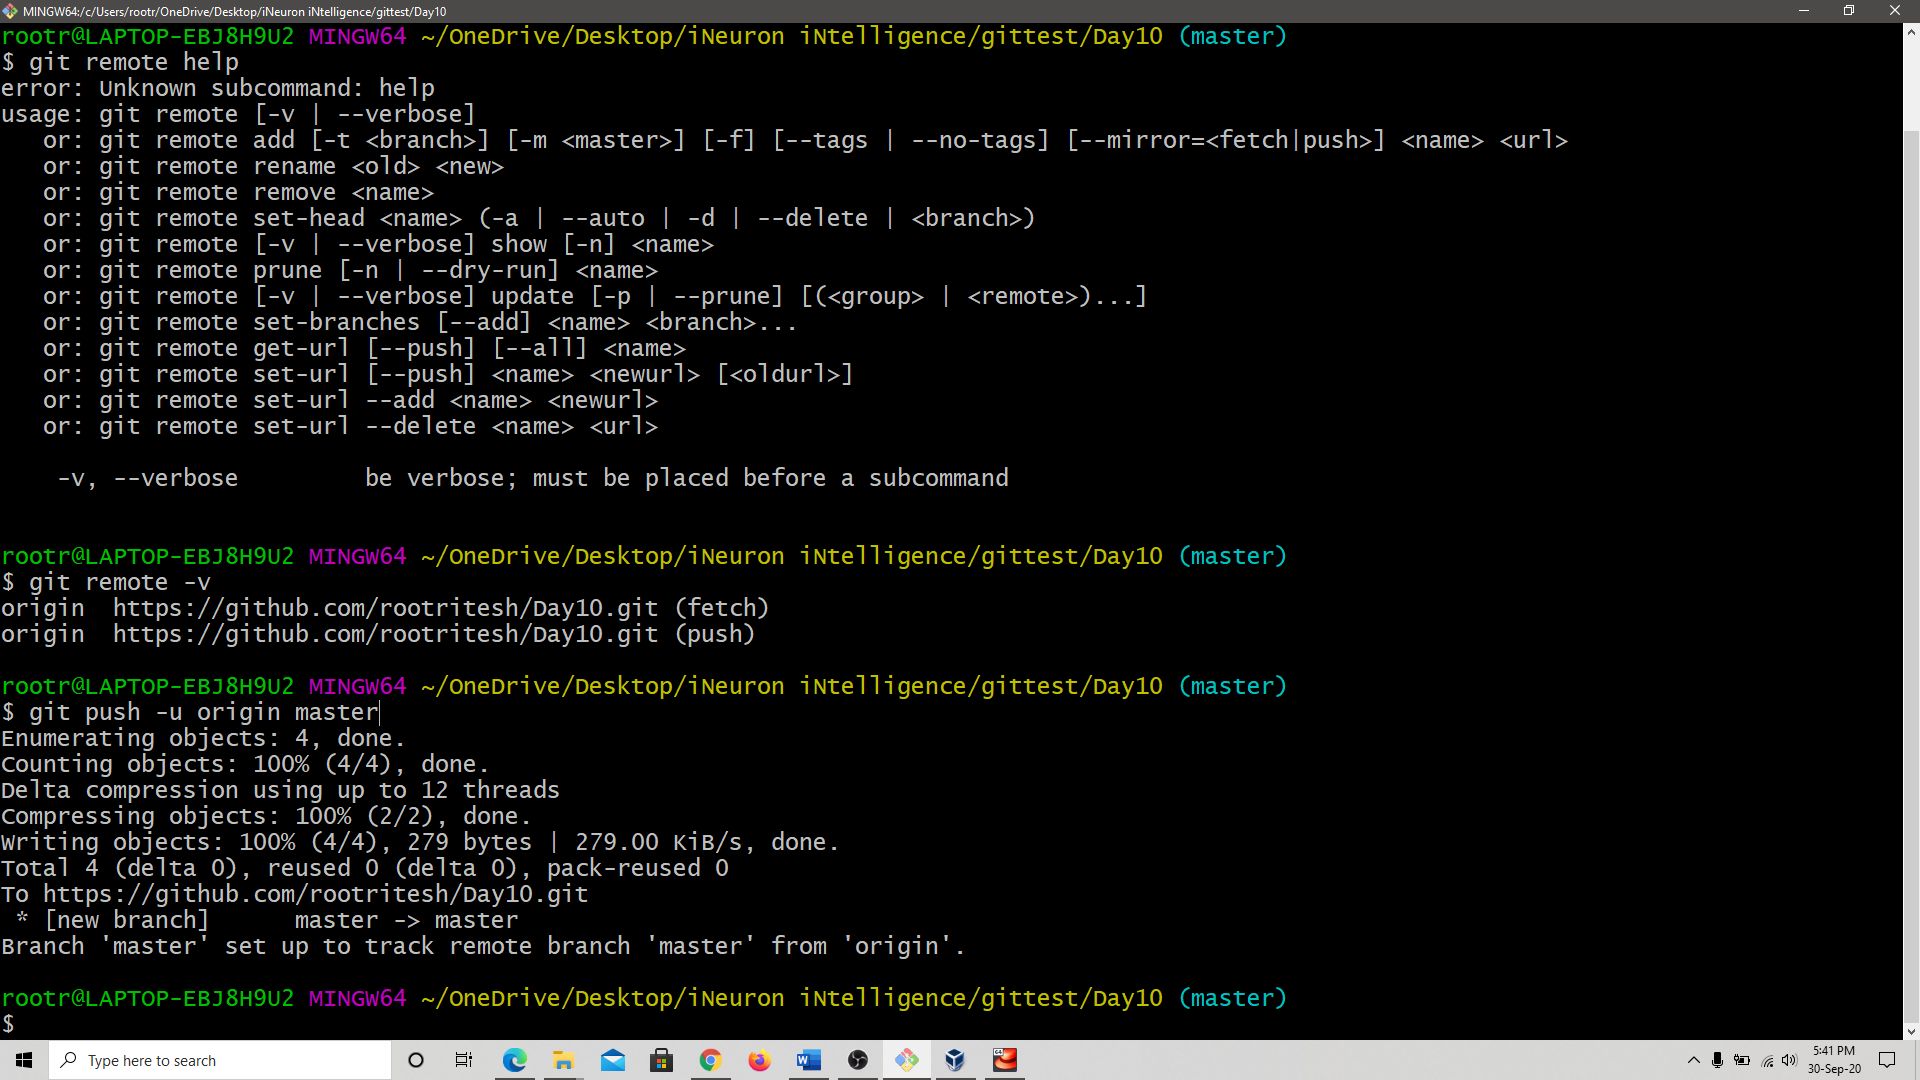 MINGW64:/c/Users/rootr/OneDrive/Desktop/iNeuron iNtelligence/gittest/Day10
rootr@LAPTOP-EBJ8H9U2 MINGW64 ~/OneDrive/Desktop/iNeuron iNtelligence/gittest/Day10 (master)
$ git remote help
error: Unknown subcommand: help
usage: git remote [-v | --verbose]
   or: git remote add [-t <branch>] [-m <master>] [-f] [--tags | --no-tags] [--mirror=<fetch|push>] <name> <url>
   or: git remote rename <old> <new>
   or: git remote remove <name>
   or: git remote set-head <name> (-a | --auto | -d | --delete | <branch>)
   or: git remote [-v | --verbose] show [-n] <name>
   or: git remote prune [-n | --dry-run] <name>
   or: git remote [-v | --verbose] update [-p | --prune] [(<group> | <remote>)...]
   or: git remote set-branches [--add] <name> <branch>...
   or: git remote get-url [--push] [--all] <name>
   or: git remote set-url [--push] <name> <newurl> [<oldurl>]
   or: git remote set-url --add <name> <newurl>
   or: git remote set-url --delete <name> <url>
    -v, --verbose         be verbose; must be placed before a subcommand
rootr@LAPTOP-EBJ8H9U2 MINGW64 ~/OneDrive/Desktop/iNeuron iNtelligence/gittest/Day10 (master)
$ git remote -v
origin  https://github.com/rootritesh/Day10.git (fetch)
origin  https://github.com/rootritesh/Day10.git (push)
rootr@LAPTOP-EBJ8H9U2 MINGW64 ~/OneDrive/Desktop/iNeuron iNtelligence/gittest/Day10 (master)
$ git push -u origin master
Enumerating objects: 4, done.
Counting objects: 100% (4/4), done.
Delta compression using up to 12 threads
Compressing objects: 100% (2/2), done.
Writing objects: 100% (4/4), 279 bytes | 279.00 KiB/s, done.
Total 4 (delta 0), reused 0 (delta 0), pack-reused 0
To https://github.com/rootritesh/Day10.git
 * [new branch]      master -> master
Branch 'master' set up to track remote branch 'master' from 'origin'.
rootr@LAPTOP-EBJ8H9U2 MINGW64 ~/OneDrive/Desktop/iNeuron iNtelligence/gittest/Day10 (master)
$
Type here to search
5:41 PM
30-Sep-20